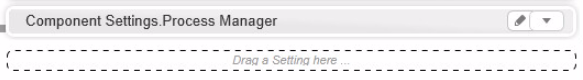 Component Settings.Process Manager
Drag a Setting here ...